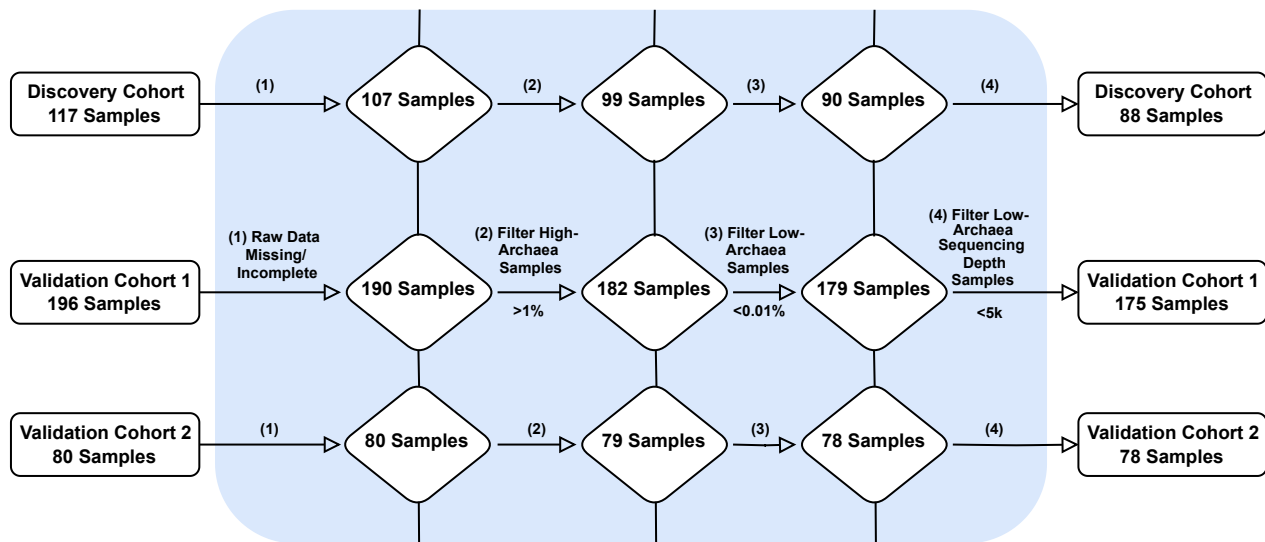 Discovery Cohort
117 Samples
(1)
107 Samples
(2)
99 Samples
(3)
90 Samples
(4)
Discovery Cohort
88 Samples
Validation Cohort 1
196 Samples
(1) Raw Data
Missing/
Incomplete
190 Samples
(2) Filter High-
Archaea
Samples
>1%
182 Samples
(3) Filter Low-
Archaea
Samples
<0.01%
179 Samples
(4) Filter Low-
Archaea
Sequencing
Depth
Samples
<5k
Validation Cohort 1
175 Samples
Validation Cohort 2
80 Samples
(1)
80 Samples
(2)
79 Samples
(3)
78 Samples
(4)
Validation Cohort 2
78 Samples